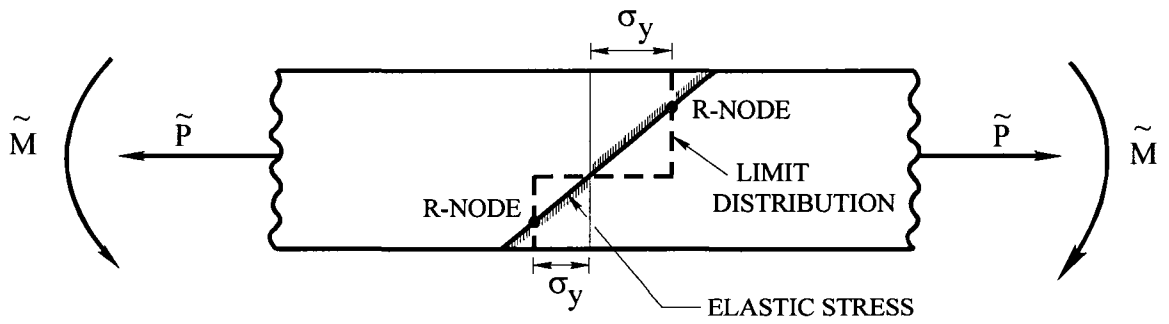 σy
R-NODE
M̃
P̃
P̃
M̃
LIMIT
DISTRIBUTION
R-NODE
σy
ELASTIC STRESS